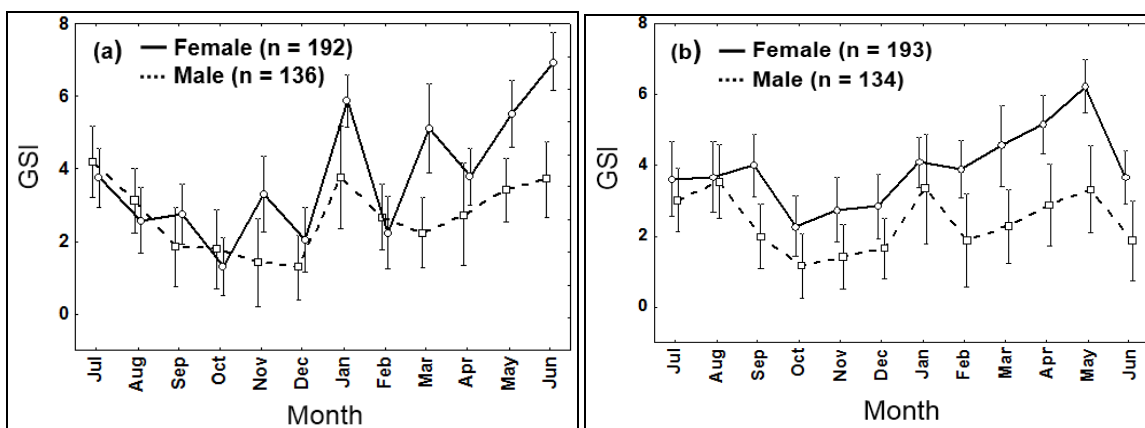 (a)
Female (n = 192)
Male (n = 136)
GSI
8
6
4
2
0
Jul Aug Sep Oct Nov Dec Jan Feb Mar Apr May Jun
Month
(b)
Female (n = 193)
Male (n = 134)
GSI
8
6
4
2
0
Jul Aug Sep Oct Nov Dec Jan Feb Mar Apr May Jun
Month